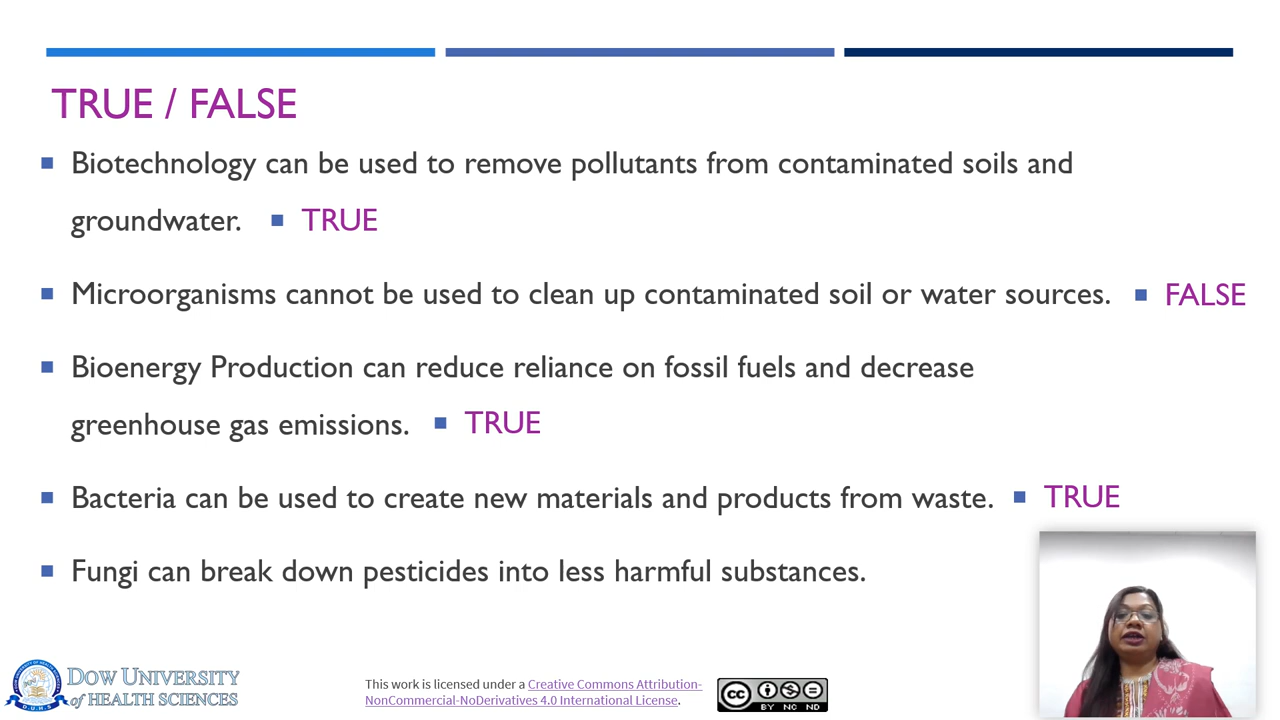 TRUE / FALSE
Biotechnology can be used to remove pollutants from contaminated soils and
groundwater. TRUE
Microorganisms cannot be used to clean up contaminated soil or water sources. FALSE
Bioenergy Production can reduce reliance on fossil fuels and decrease
greenhouse gas emissions. TRUE
Bacteria can be used to create new materials and products from waste. TRUE
Fungi can break down pesticides into less harmful substances.
DOW UNIVERSITY
of HEALTH SCIENCES
D.U.H.S
This work is licensed under a Creative Commons Attribution-
NonCommercial-NoDerivatives 4.0 International License.
cc
BY NC ND